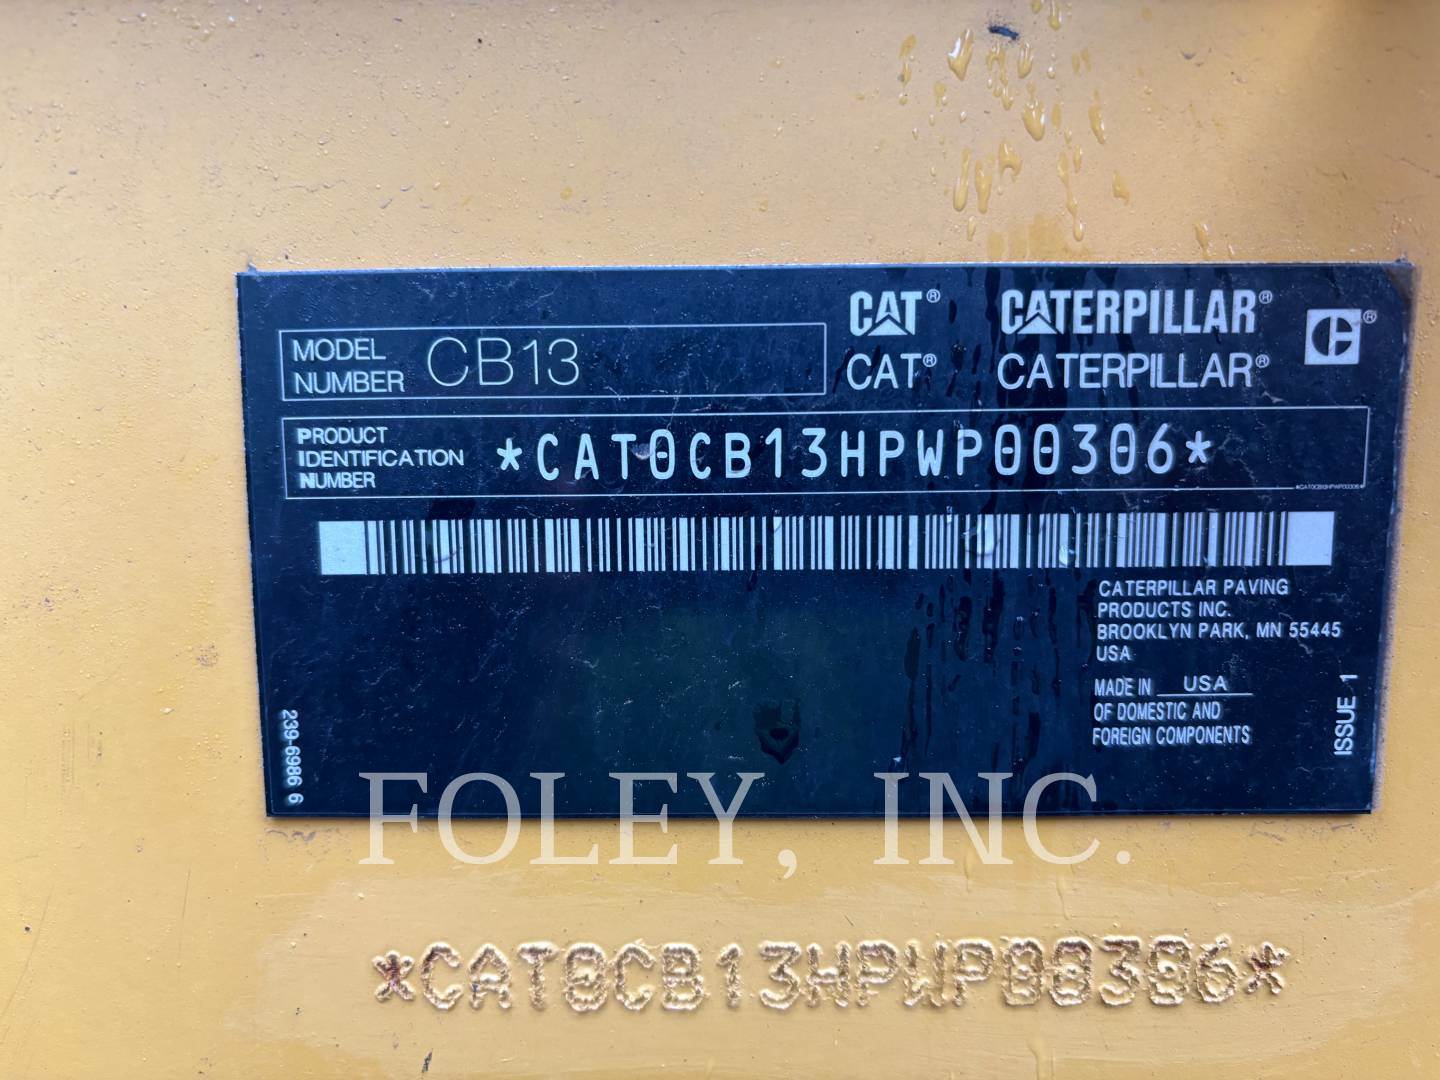 CAT® CATERPILLAR®
CAT® CATERPILLAR®
MODEL NUMBER CB13
PRODUCT IDENTIFICATION NUMBER *CAT0CB13HPWP00306*
*CAT0CB13HPWP00306*
CATERPILLAR PAVING
PRODUCTS INC.
BROOKLYN PARK, MN 55445
USA
MADE IN USA
OF DOMESTIC AND
FOREIGN COMPONENTS
ISSUE 1
239-6986 6
FOLEY, INC.
*CAT0CB13HPWP00306*